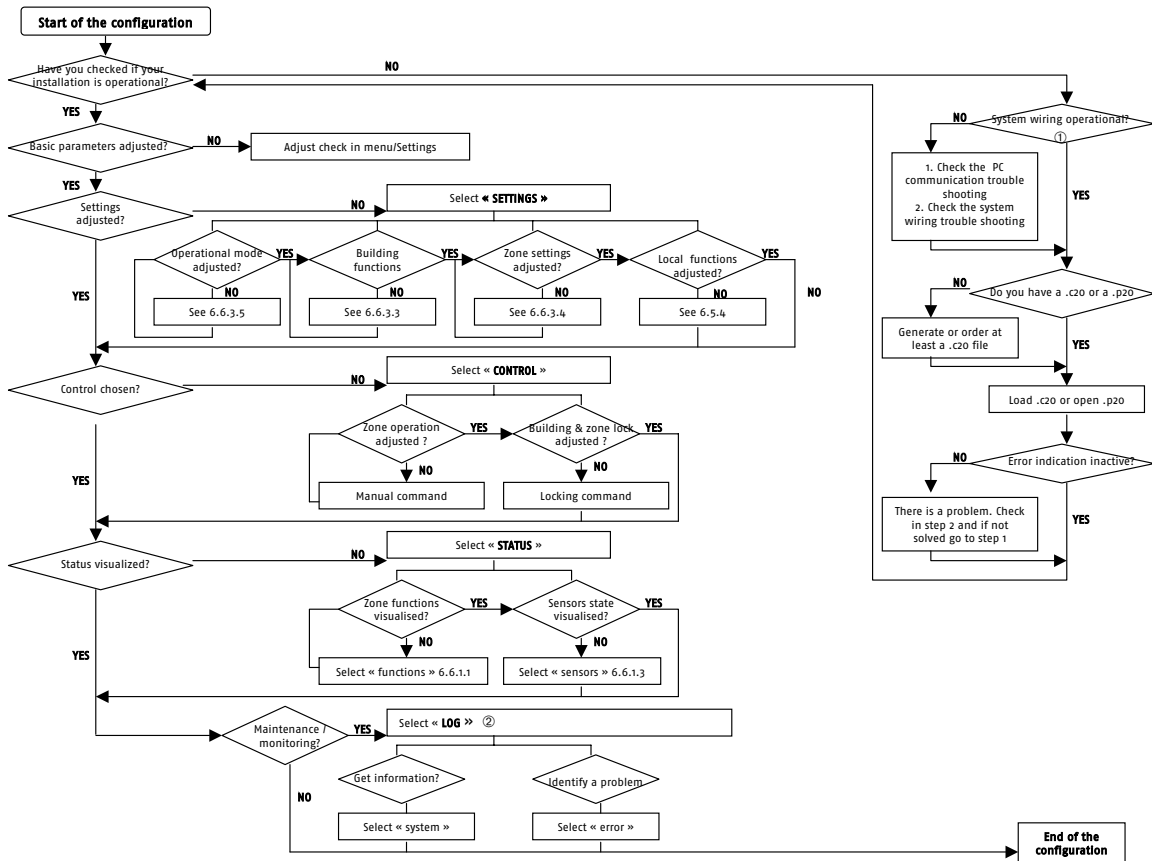 Start of the configuration
Have you checked if your
installation is operational?
NO
YES
Basic parameters adjusted?
NO
Adjust check in menu/Settings
YES
Settings
adjusted?
NO
Select « SETTINGS »
Operational mode
adjusted?
YES
Building
functions
YES
Zone settings
adjusted?
YES
Local functions
adjusted?
YES
NO
See 6.6.3.5
NO
See 6.6.3.3
NO
See 6.6.3.4
NO
See 6.5.4
NO
YES
Control chosen?
NO
Select « CONTROL »
Zone operation
adjusted ?
YES
Building & zone lock
adjusted ?
YES
NO
Manual command
NO
Locking command
YES
Status visualized?
NO
Select « STATUS »
Zone functions
visualised?
YES
Sensors state
visualised?
YES
NO
Select « functions » 6.6.1.1
NO
Select « sensors » 6.6.1.3
YES
Maintenance /
monitoring?
YES
Select « LOG » ②
NO
Get information?
Identify a problem
Select « system »
Select « error »
End of the
configuration
System wiring operational?
①
NO
1. Check the PC
communication trouble
shooting
2. Check the system
wiring trouble shooting
YES
Do you have a .c20 or a .p20
NO
Generate or order at
least a .c20 file
YES
Load .c20 or open .p20
Error indication inactive?
NO
There is a problem. Check
in step 2 and if not
solved go to step 1
YES